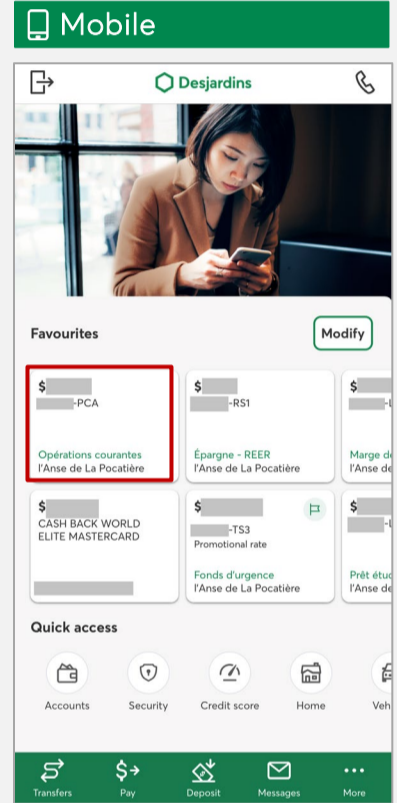 Mobile
Desjardins
Favourites
Modify
$
-PCA
Opérations courantes
l'Anse de La Pocatière
$
-RS1
Épargne - REER
l'Anse de La Pocatière
$
Marge d
l'Anse de
$
CASH BACK WORLD
ELITE MASTERCARD
$
-TS3
Promotional rate
Fonds d'urgence
l'Anse de La Pocatière
$
Prêt étud
l'Anse de
Quick access
Accounts
Security
Credit score
Home
Veh
Transfers
Pay
Deposit
Messages
More